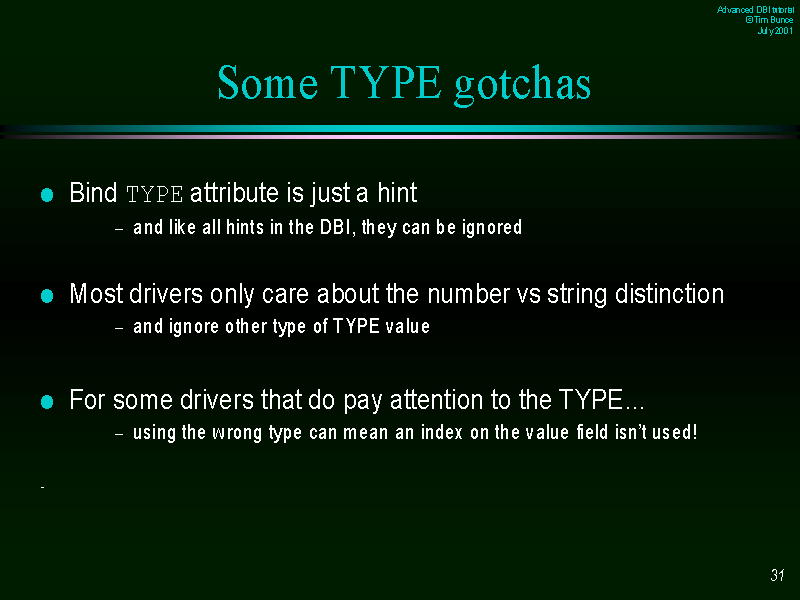 Advanced DBI tutorial
© Tim Bunce
July 2001
Some TYPE gotchas
Bind TYPE attribute is just a hint
– and like all hints in the DBI, they can be ignored
Most drivers only care about the number vs string distinction
– and ignore other type of TYPE value
For some drivers that do pay attention to the TYPE…
– using the wrong type can mean an index on the value field isn’t used!
-
31